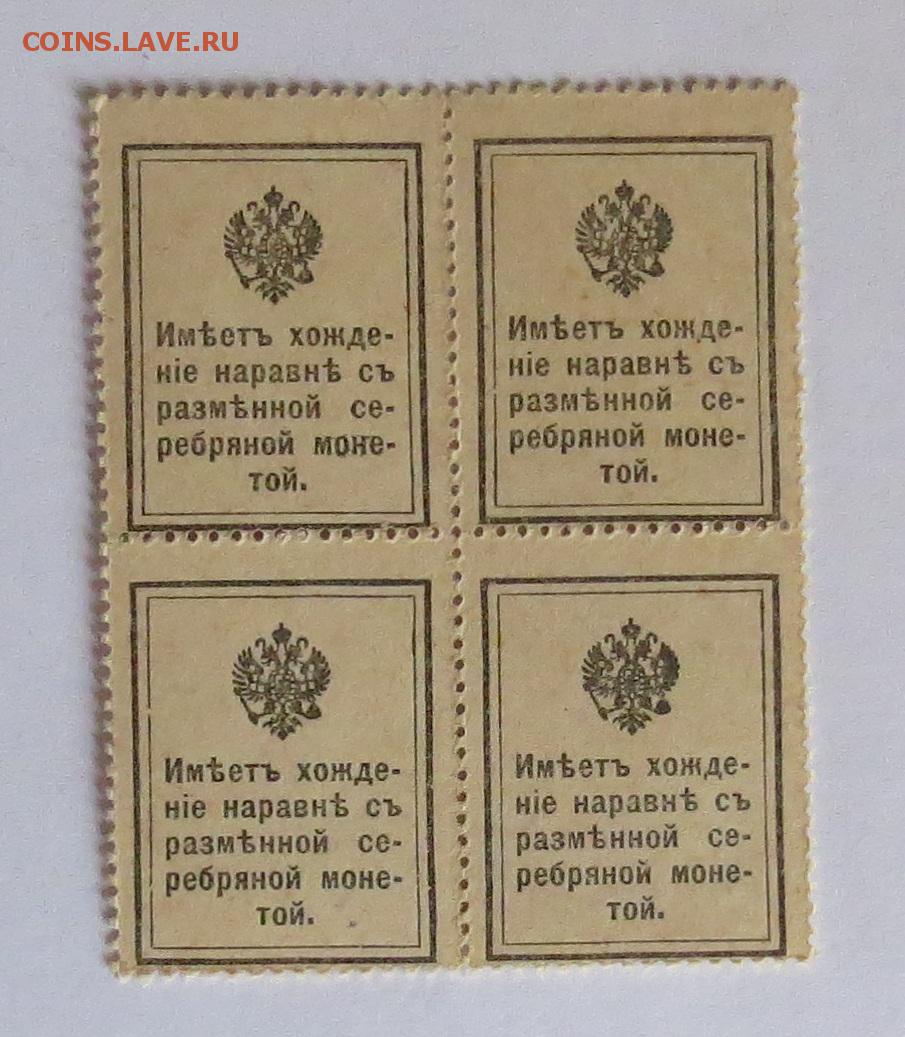 COINS.LAVE.RU
Имѣетъ хожде-
ніе наравнѣ съ
размѣнной се-
ребряной моне-
той.
Имѣетъ хожде-
ніе наравнѣ съ
размѣнной се-
ребряной моне-
той.
Имѣетъ хожде-
ніе наравнѣ съ
размѣнной се-
ребряной моне-
той.
Имѣетъ хожде-
ніе наравнѣ съ
размѣнной се-
ребряной моне-
той.